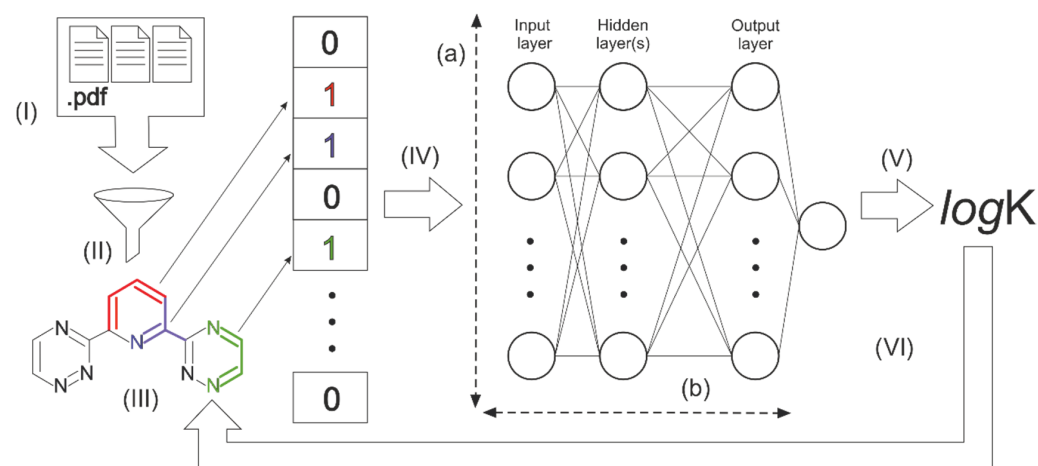 (I)
.pdf
(II)
(III)
N
N
N
N
N
N
N
0
1
1
0
1
0
(IV)
(a)
Input
layer
Hidden
layer(s)
Output
layer
(b)
(V)
logK
(VI)